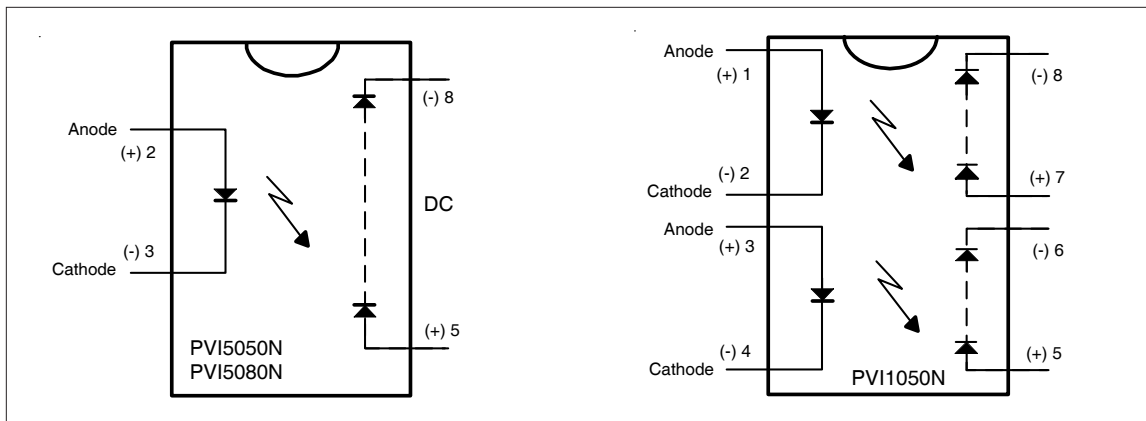 Anode
(+) 2
(-) 3
Cathode
(-) 8
DC
(+) 5
PVI5050N
PVI5080N
Anode
(+) 1
(-) 2
Cathode
Anode
(+) 3
(-) 4
Cathode
(-) 8
(+) 7
(-) 6
(+) 5
PVI1050N